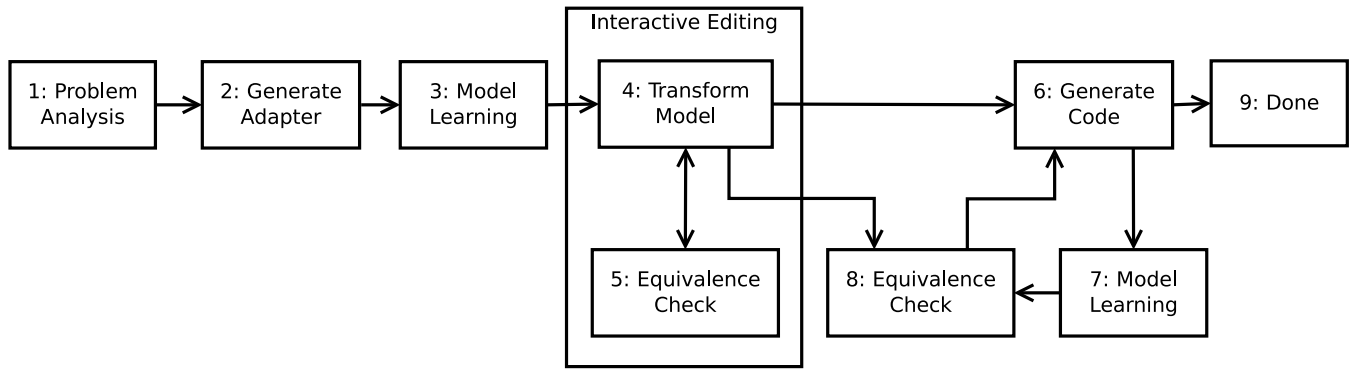 Interactive Editing
1: Problem
Analysis
2: Generate
Adapter
3: Model
Learning
4: Transform
Model
5: Equivalence
Check
6: Generate
Code
7: Model
Learning
8: Equivalence
Check
9: Done